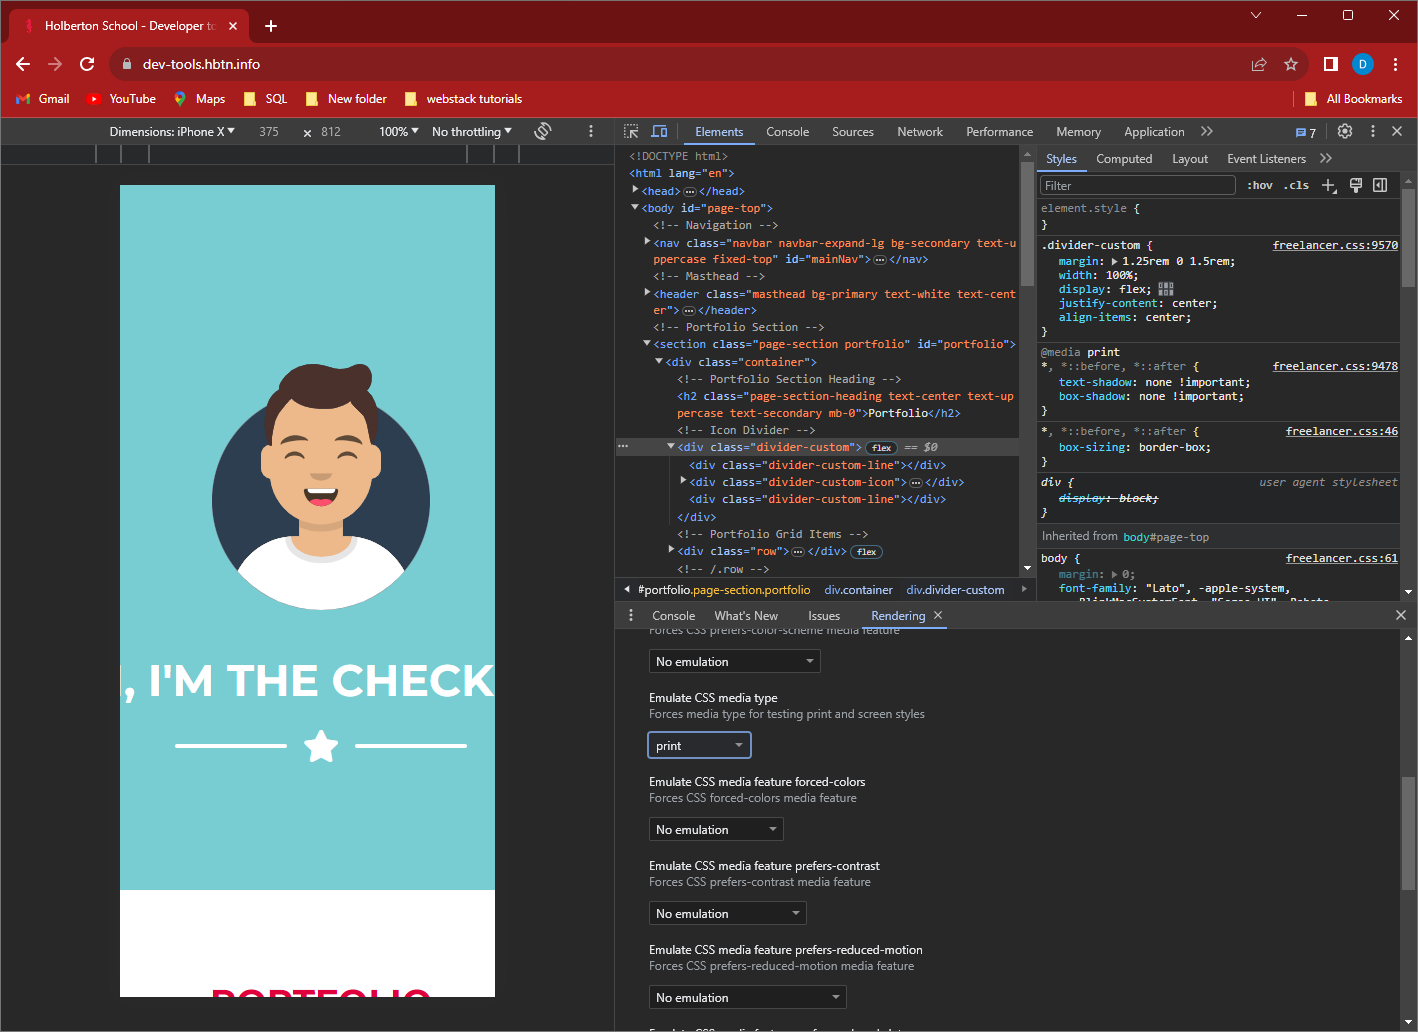 Holberton School - Developer to
dev-tools.hbtn.info
Gmail
YouTube
Maps
SQL
New folder
webstack tutorials
All Bookmarks
Dimensions: iPhone X
375
×
812
100%
No throttling
, I'M THE CHECK
PORTFOLIO
Elements
Console
Sources
Network
Performance
Memory
Application
7
<!DOCTYPE html>
<html lang="en">
<head>…</head>
<body id="page-top">
<!-- Navigation -->
<nav class="navbar navbar-expand-lg bg-secondary text-u
ppercase fixed-top" id="mainNav">…</nav>
<!-- Masthead -->
<header class="masthead bg-primary text-white text-cent
er">…</header>
<!-- Portfolio Section -->
<section class="page-section portfolio" id="portfolio">
<div class="container">
<!-- Portfolio Section Heading -->
<h2 class="page-section-heading text-center text-up
percase text-secondary mb-0">Portfolio</h2>
<!-- Icon Divider -->
<div class="divider-custom"> flex == $0
<div class="divider-custom-line"></div>
<div class="divider-custom-icon">…</div>
<div class="divider-custom-line"></div>
</div>
<!-- Portfolio Grid Items -->
<div class="row">…</div> flex
<!-- /.row -->
#portfolio.page-section.portfolio
div.container
div.divider-custom
Styles
Computed
Layout
Event Listeners
Filter
:hov
.cls
element.style {
}
.divider-custom {
freelancer.css:9570
margin: 1.25rem 0 1.5rem;
width: 100%;
display: flex;
justify-content: center;
align-items: center;
}
@media print
*, *::before, *::after {
freelancer.css:9478
text-shadow: none !important;
box-shadow: none !important;
}
*, *::before, *::after {
freelancer.css:46
box-sizing: border-box;
}
div {
user agent stylesheet
display: block;
}
Inherited from body#page-top
body {
freelancer.css:61
margin: 0;
font-family: "Lato", -apple-system,
BlinkMacSystemFont, "Segoe UI", Roboto,
Console
What's New
Issues
Rendering
Forces CSS prefers-color-scheme media feature
No emulation
Emulate CSS media type
Forces media type for testing print and screen styles
print
Emulate CSS media feature forced-colors
Forces CSS forced-colors media feature
No emulation
Emulate CSS media feature prefers-contrast
Forces CSS prefers-contrast media feature
No emulation
Emulate CSS media feature prefers-reduced-motion
Forces CSS prefers-reduced-motion media feature
No emulation